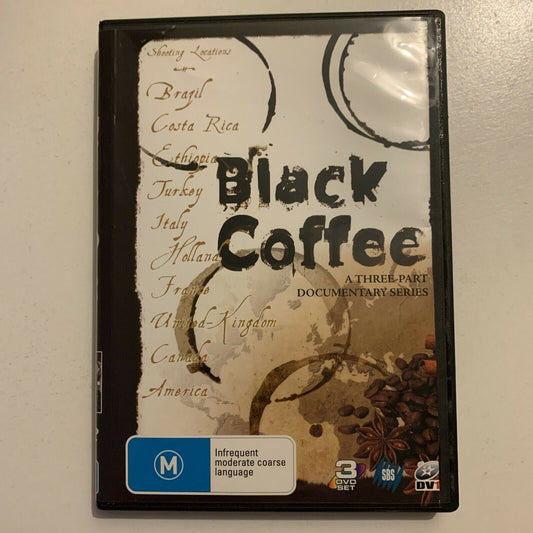 Shooting Locations
Brazil
Costa Rica
Ethiopia
Turkey
Italy
Holland
France
United-Kingdom
Canada
America
Black
Coffee
A THREE-PART
DOCUMENTARY SERIES
M
Infrequent
moderate coarse
language
3
DVD
SET
SBS
DV